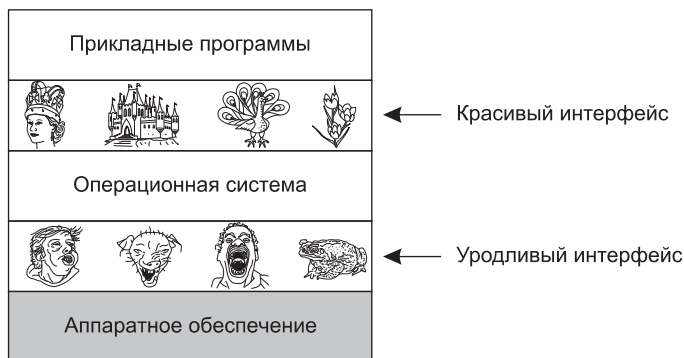 Прикладные программы
Красивый интерфейс
Операционная система
Уродливый интерфейс
Аппаратное обеспечение